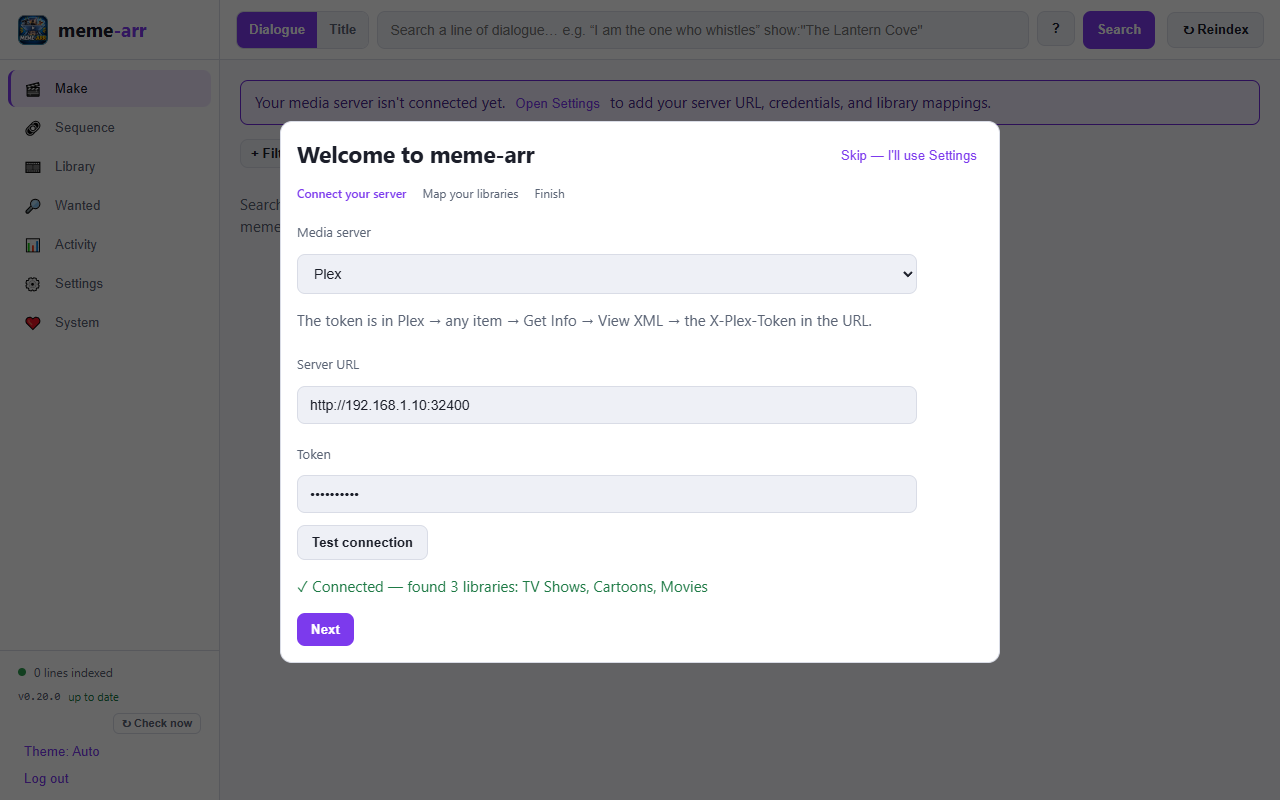 meme-arr
Dialogue Title Search a line of dialogue… e.g. "I am the one who whistles" show:"The Lantern Cove" ? Search ↻ Reindex
Make
Sequence
Library
Wanted
Activity
Settings
System
Your media server isn't connected yet. Open Settings to add your server URL, credentials, and library mappings.
+ Filt
Search
meme
Welcome to meme-arr
Skip — I'll use Settings
Connect your server Map your libraries Finish
Media server
Plex
The token is in Plex → any item → Get Info → View XML → the X-Plex-Token in the URL.
Server URL
http://192.168.1.10:32400
Token
••••••••••
Test connection
✓ Connected — found 3 libraries: TV Shows, Cartoons, Movies
Next
0 lines indexed
v0.20.0 up to date
↻ Check now
Theme: Auto
Log out